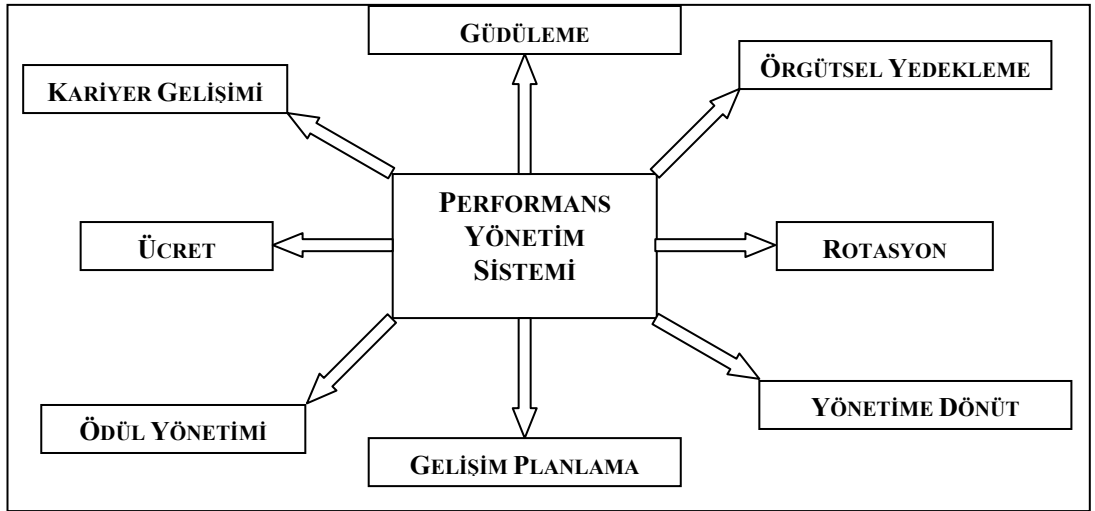 GÜDÜLEME
ÖRGÜTSEL YEDEKLEME
KARİYER GELİŞİMİ
PERFORMANS
YÖNETİM
SİSTEMİ
ÜCRET
ROTASYON
ÖDÜL YÖNETİMİ
YÖNETİME DÖNÜT
GELİŞİM PLANLAMA